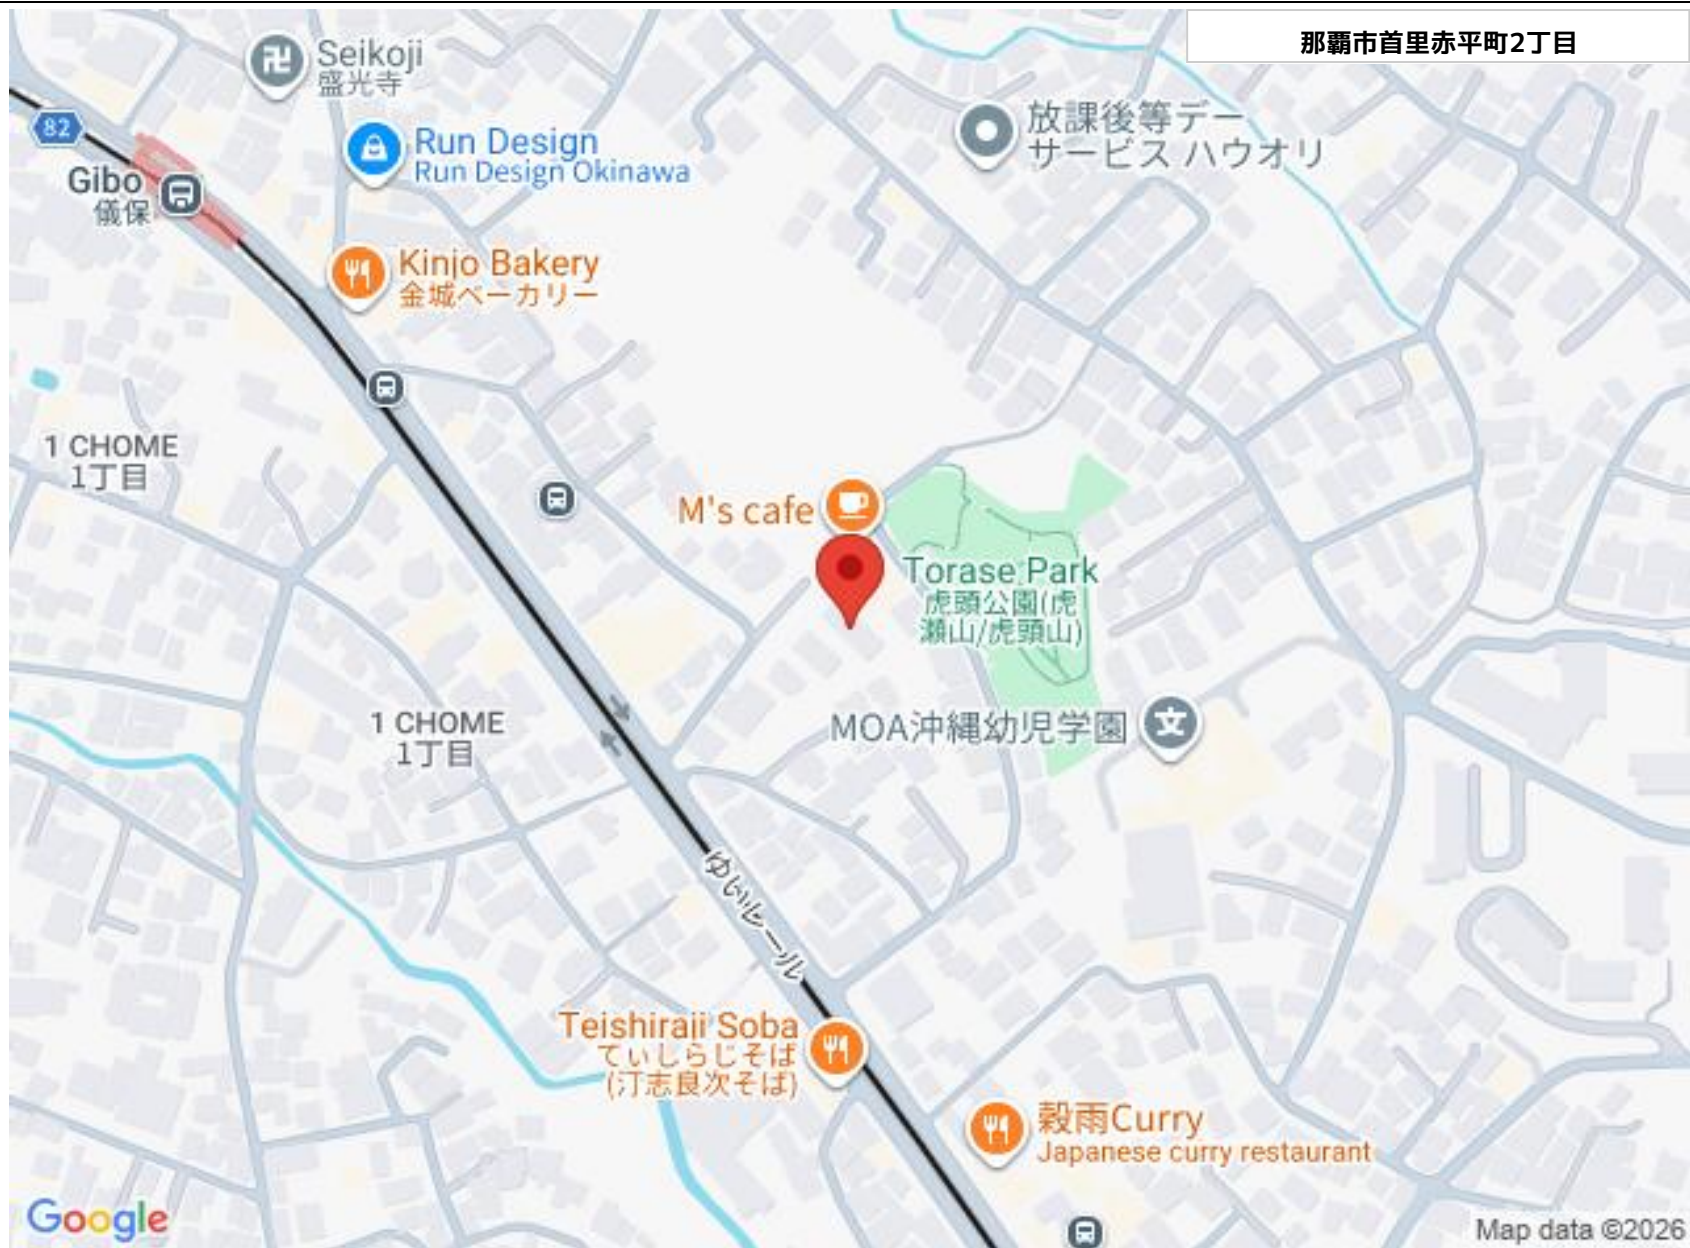 那覇市首里赤平町2丁目
Seikoji
盛光寺
82
Run Design
Run Design Okinawa
放課後等デー
サービス ハウオリ
Gibo
儀保
Kinjo Bakery
金城ベーカリー
1 CHOME
1丁目
M's cafe
Torase Park
虎頭公園(虎
瀬山/虎頭山)
1 CHOME
1丁目
MOA沖縄幼児学園
文
ゆいレール
Teishiraji Soba
てぃしらじそば
(汀志良次そば)
穀雨Curry
Japanese curry restaurant
Google
Map data ©2026